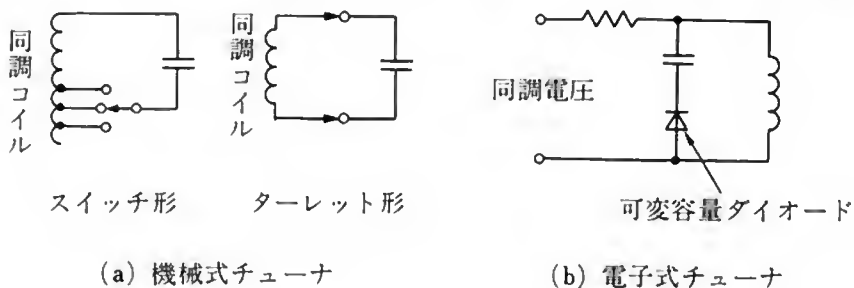 同調コイル
同調コイル
同調電圧
スイッチ形
ターレット形
可変容量ダイオード
(a) 機械式チューナ
(b) 電子式チューナ